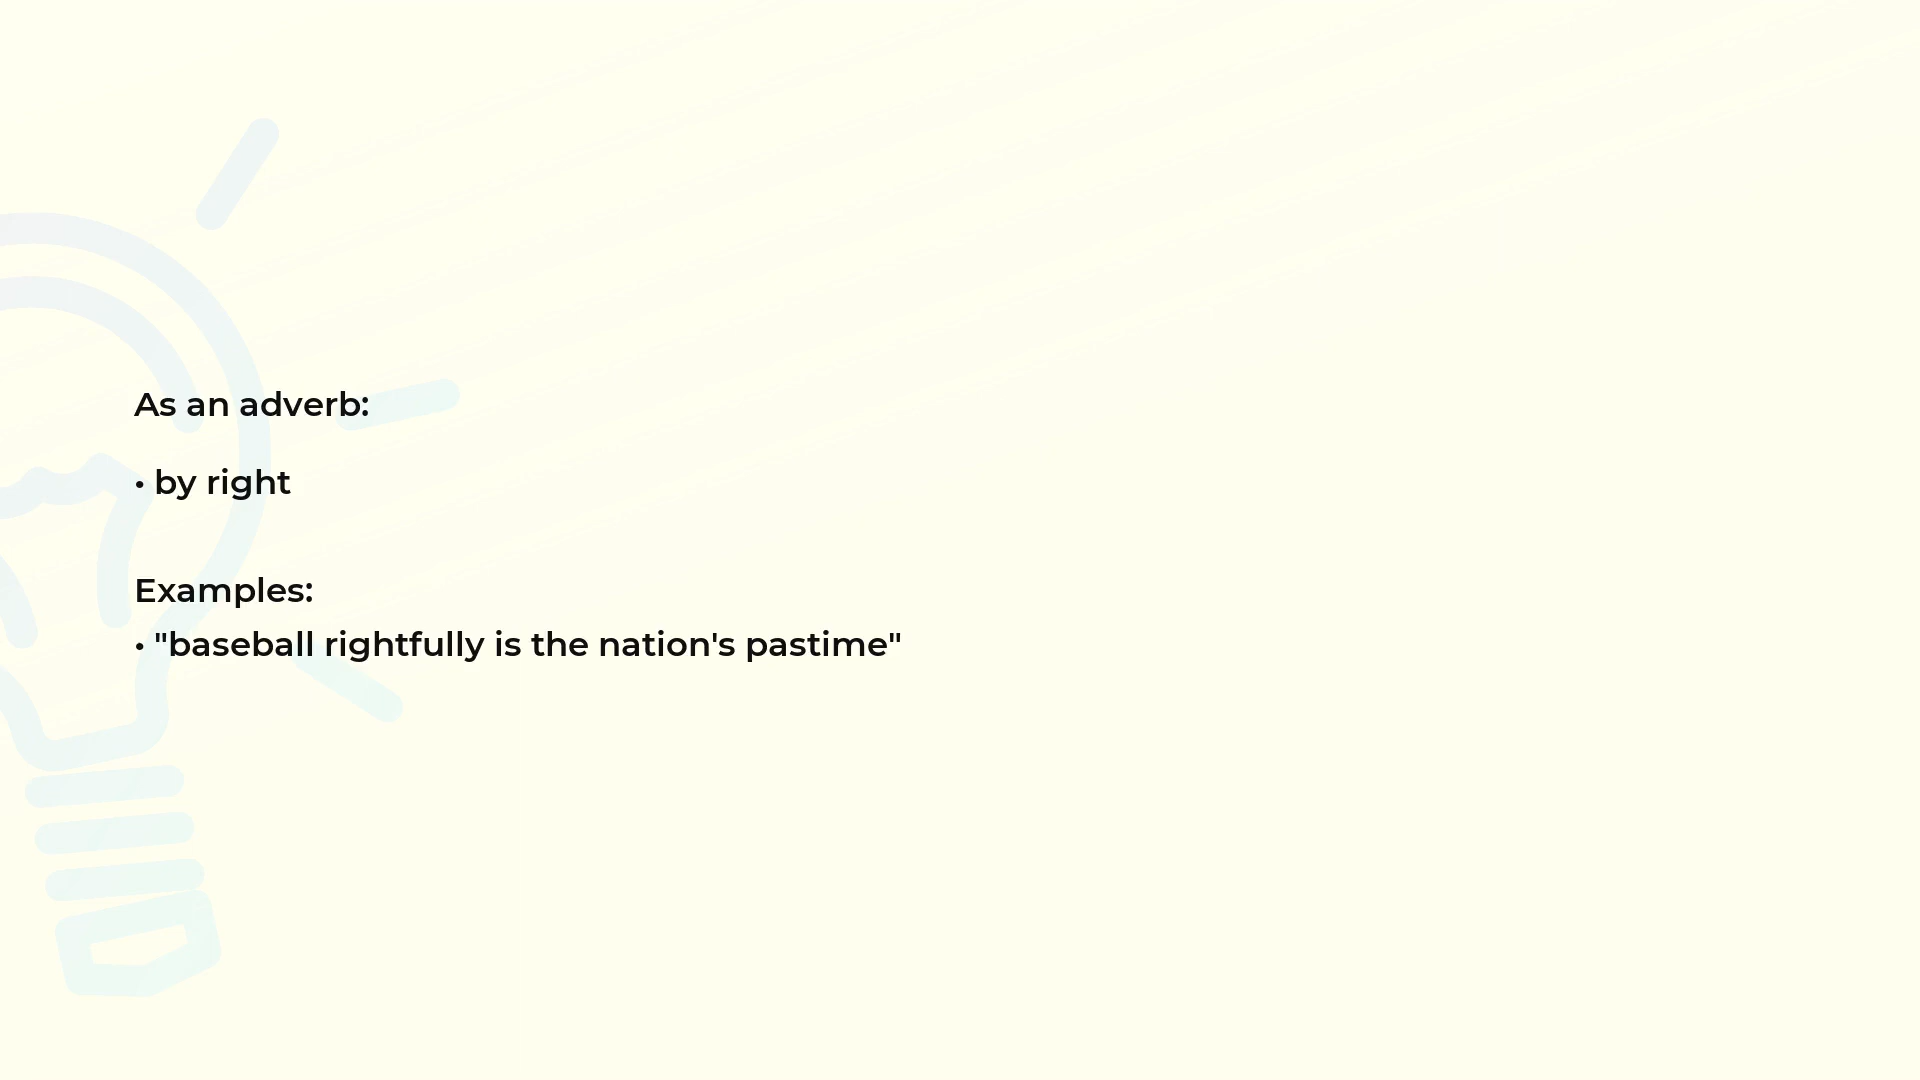 As an adverb:
• by right
Examples:
• "baseball rightfully is the nation's pastime"